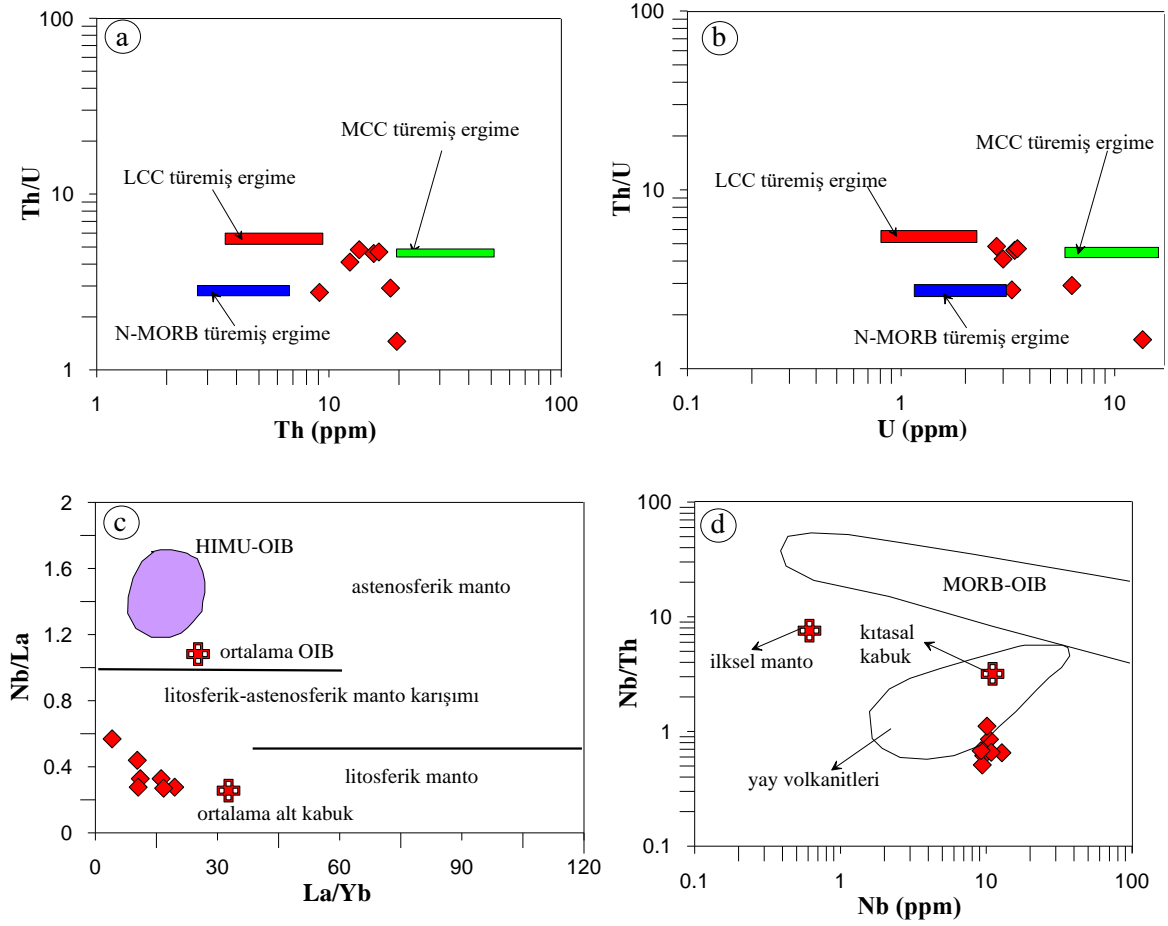 a
100
10
1
Th/U
MCC türemiş ergime
LCC türemiş ergime
N-MORB türemiş ergime
1
10
100
Th (ppm)
b
100
10
1
Th/U
MCC türemiş ergime
LCC türemiş ergime
N-MORB türemiş ergime
0.1
1
10
U (ppm)
c
2
1.6
1.2
0.8
0.4
0
Nb/La
HIMU-OIB
astenosferik manto
ortalama OIB
litosferik-astenosferik manto karışımı
litosferik manto
ortalama alt kabuk
0
30
60
90
120
La/Yb
d
100
10
1
0.1
Nb/Th
MORB-OIB
kıtasal
kabuk
ilksel manto
yay volkanitleri
0.1
1
10
100
Nb (ppm)